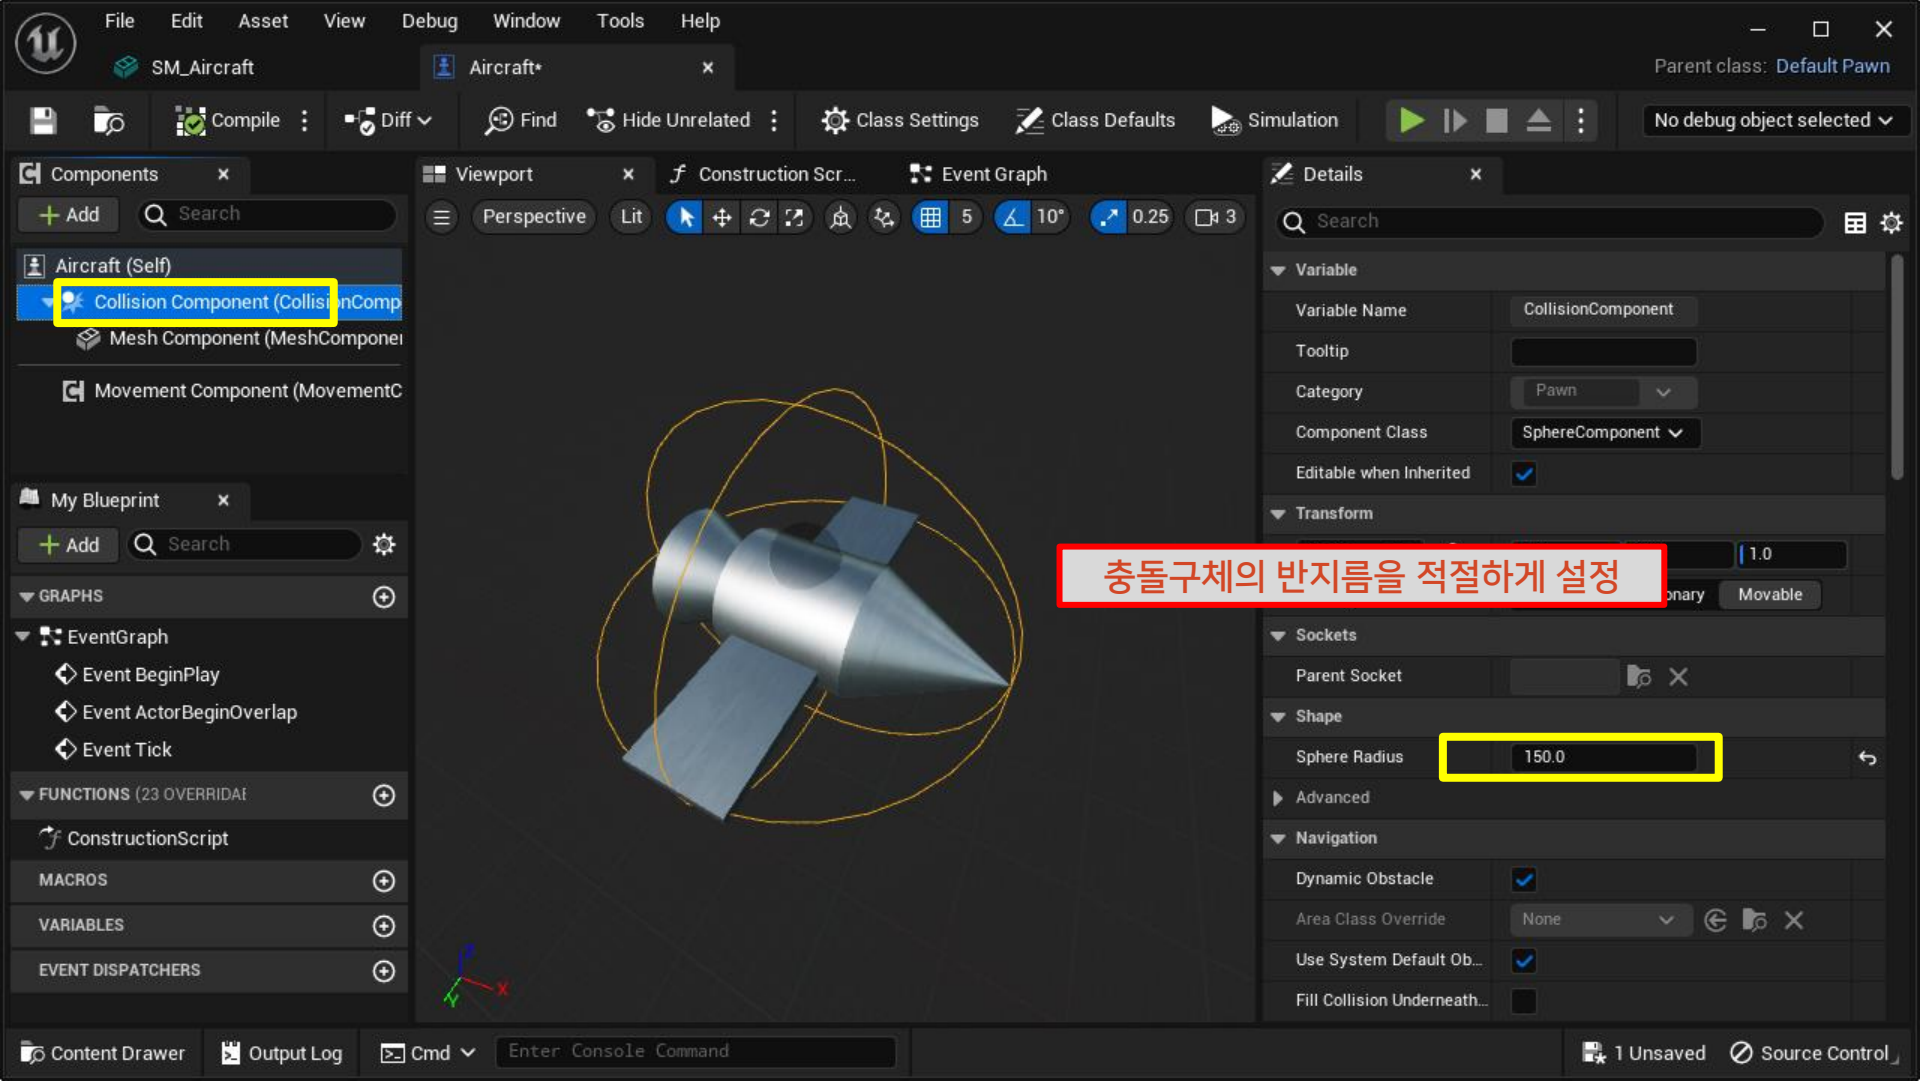 File Edit Asset View Debug Window Tools Help
SM_Aircraft
Aircraft*
Parent class: Default Pawn
Compile
Diff
Find
Hide Unrelated
Class Settings
Class Defaults
Simulation
No debug object selected
Components
Add
Search
Aircraft (Self)
Collision Component (CollisionComp
Mesh Component (MeshComponen
Movement Component (MovementC
My Blueprint
Add
Search
GRAPHS
EventGraph
Event BeginPlay
Event ActorBeginOverlap
Event Tick
FUNCTIONS (23 OVERRIDAE
ConstructionScript
MACROS
VARIABLES
EVENT DISPATCHERS
Viewport
Construction Scr...
Event Graph
Perspective
Lit
5
10°
0.25
3
Z
X
Y
충돌구체의 반지름을 적절하게 설정
Details
Search
Variable
Variable Name CollisionComponent
Tooltip
Category Pawn
Component Class SphereComponent
Editable when Inherited
Transform
1.0
onary Movable
Sockets
Parent Socket
Shape
Sphere Radius 150.0
Advanced
Navigation
Dynamic Obstacle
Area Class Override None
Use System Default Ob...
Fill Collision Underneath...
Content Drawer
Output Log
Cmd
Enter Console Command
1 Unsaved
Source Control